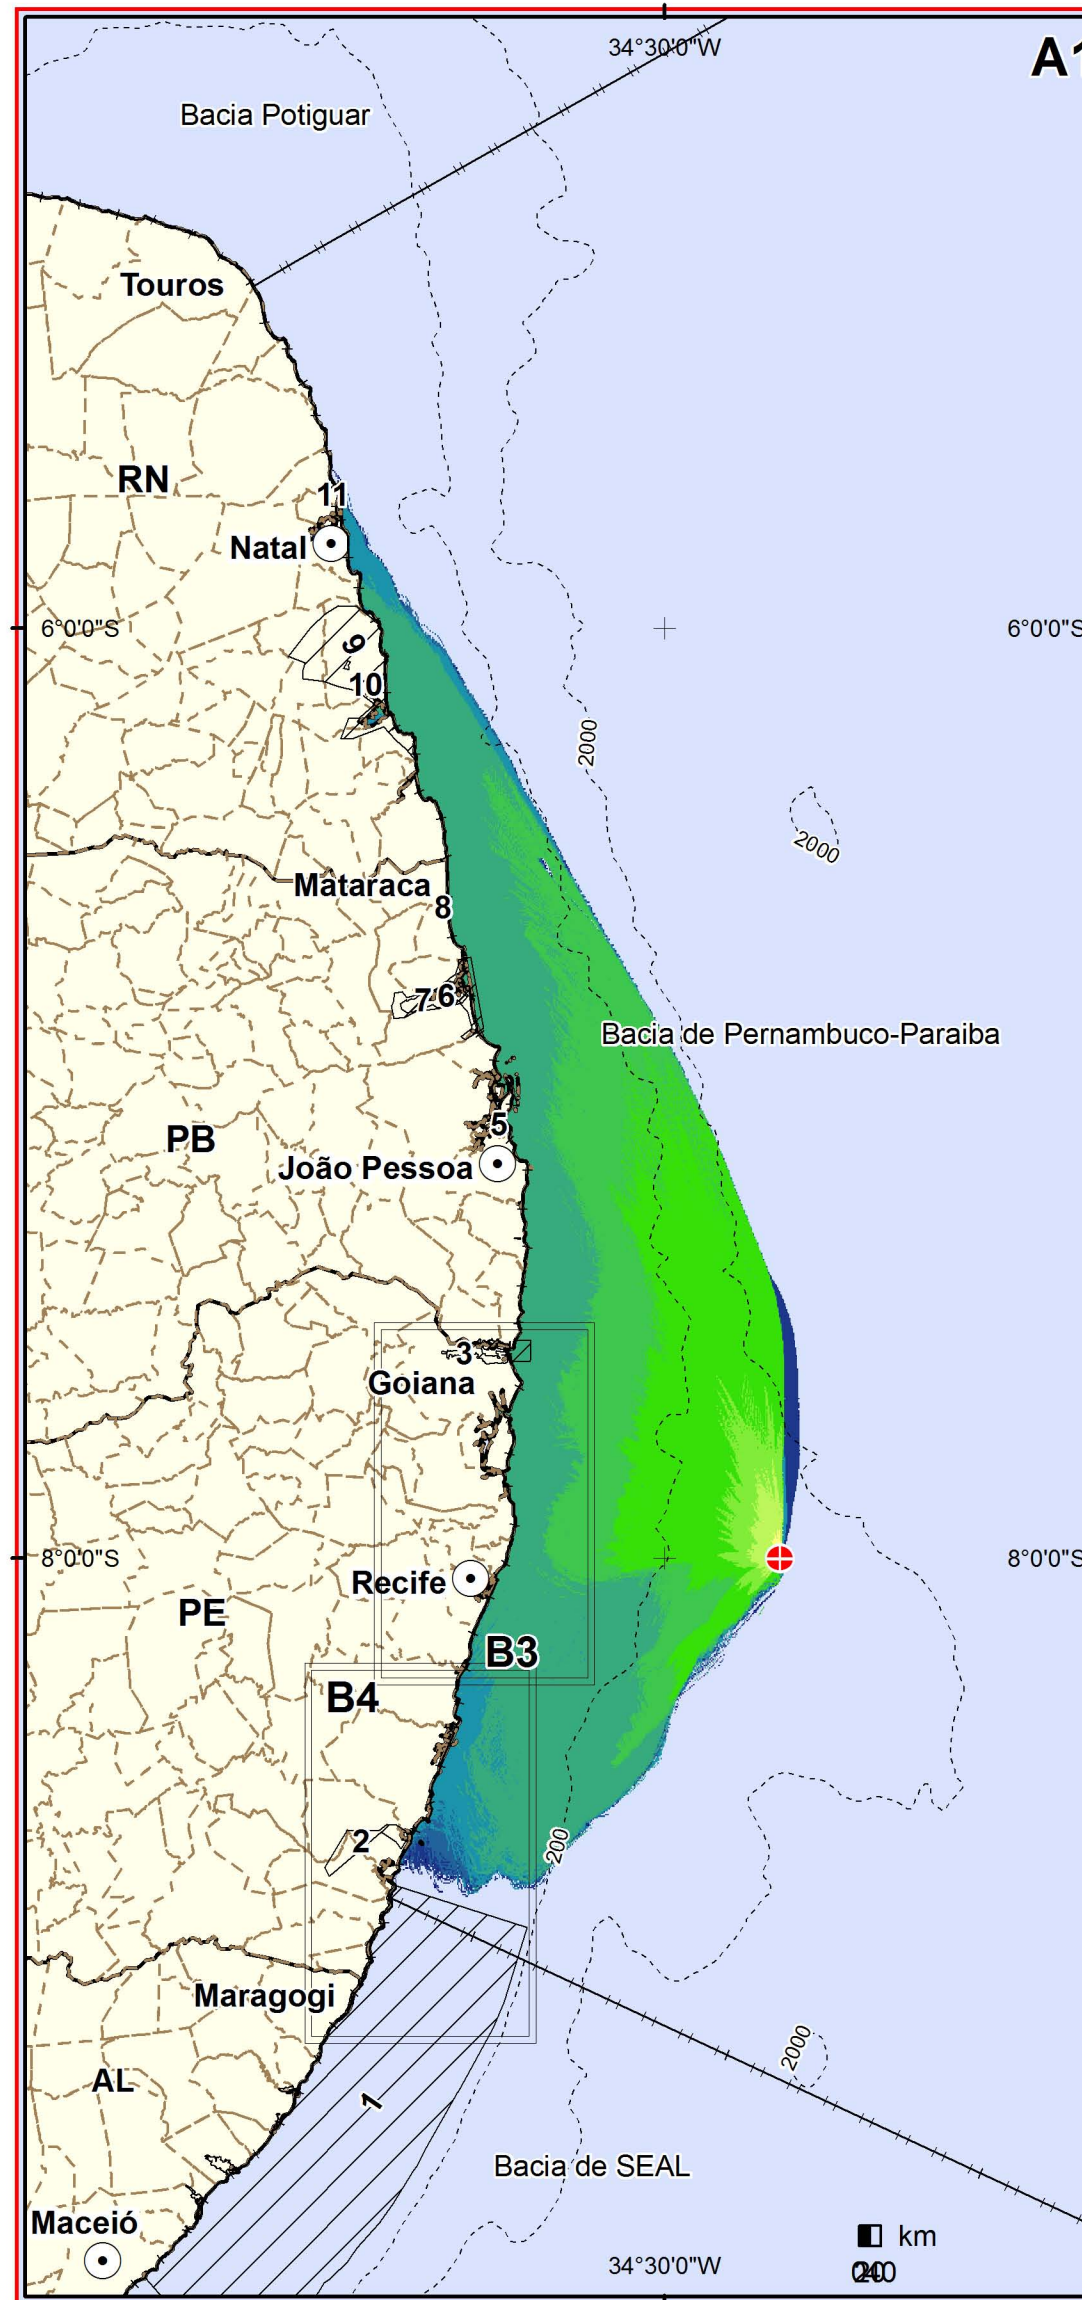 34°30'0"W
A1
Bacia Potiguar
Touros
RN
11
Natal
6°0'0"S
6°0'0"S
9
10
2000
2000
Mataraca
8
7
6
Bacia de Pernambuco-Paraiba
5
PB
João Pessoa
3
Goiana
8°0'0"S
8°0'0"S
Recife
PE
B3
B4
2
200
Maragogi
2000
AL
1
Bacia de SEAL
Maceió
km
34°30'0"W